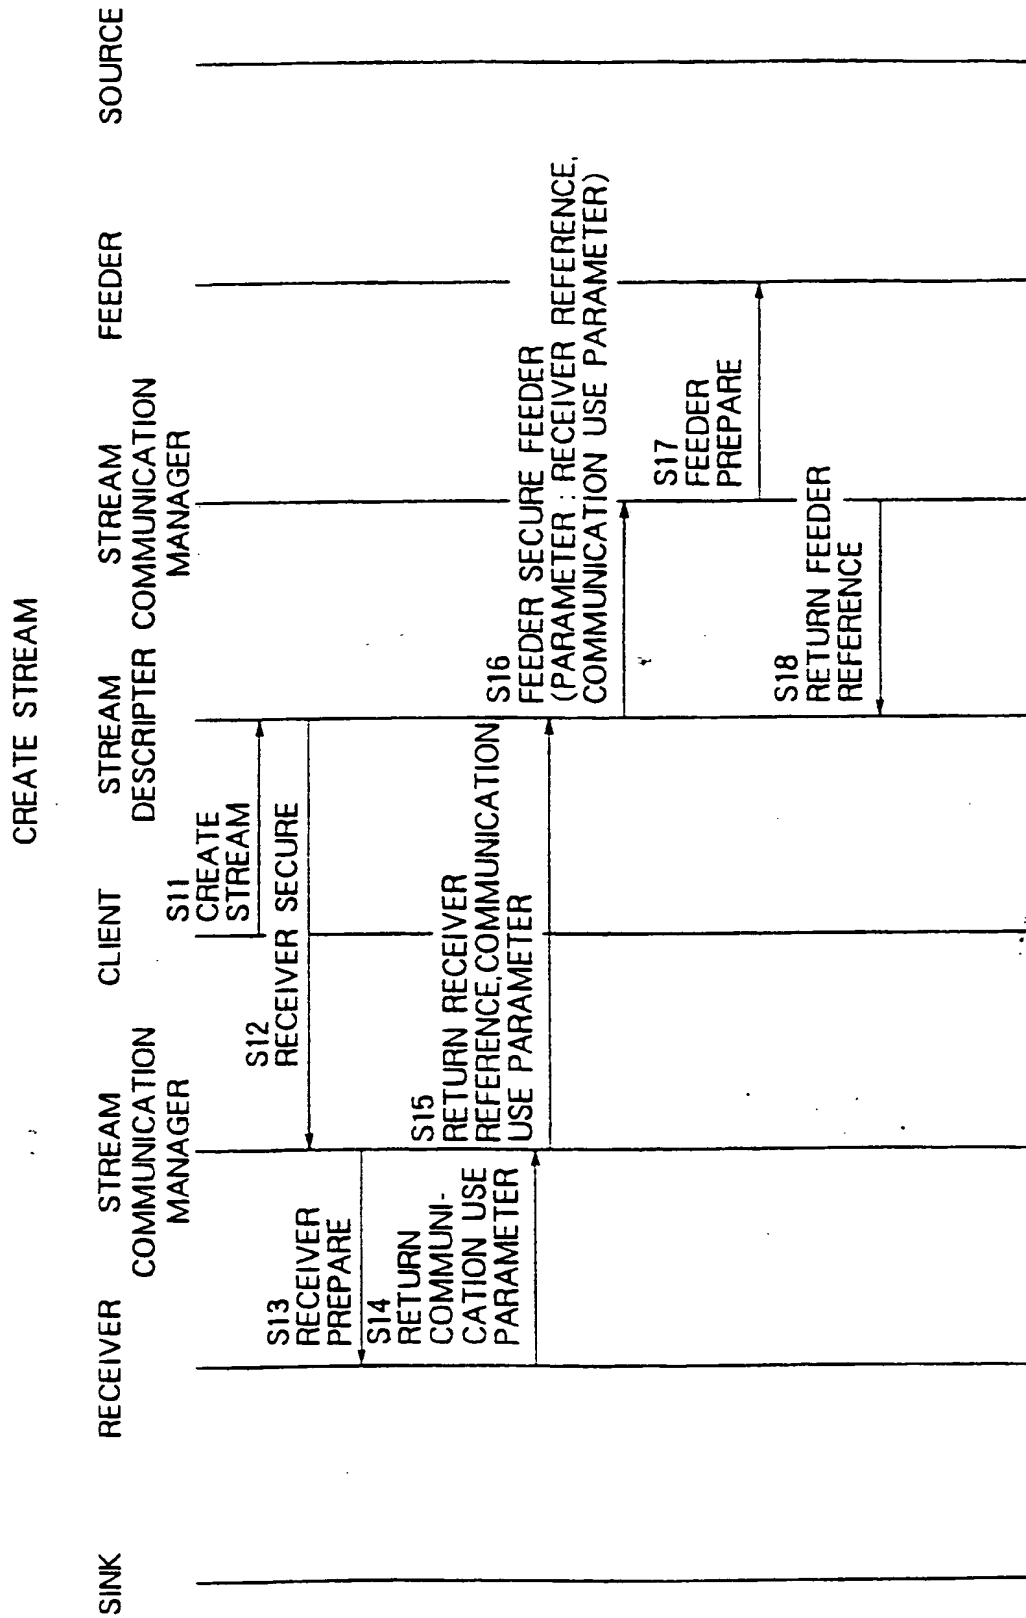 CREATE STREAM
SINK
RECEIVER
STREAM
COMMUNICATION
MANAGER
CLIENT
STREAM
DESCRIPTER
STREAM
COMMUNICATION
MANAGER
FEEDER
SOURCE
S11
CREATE
STREAM
S12
RECEIVER SECURE
S13
RECEIVER
PREPARE
S14
RETURN
COMMUNI-
CATION USE
PARAMETER
S15
RETURN RECEIVER
REFERENCE,COMMUNICATION
USE PARAMETER
S16
FEEDER SECURE FEEDER
(PARAMETER : RECEIVER REFERENCE,
COMMUNICATION USE PARAMETER)
S17
FEEDER
PREPARE
S18
RETURN FEEDER
REFERENCE